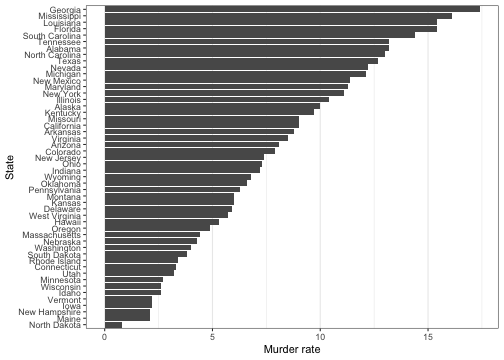 Georgia
Mississippi
Louisiana
Florida
South Carolina
Tennessee
Alabama
North Carolina
Texas
Nevada
Michigan
New Mexico
Maryland
New York
Illinois
Alaska
Kentucky
Missouri
California
Arkansas
Virginia
Arizona
Colorado
New Jersey
Ohio
Indiana
Wyoming
Oklahoma
Pennsylvania
Montana
Kansas
Delaware
West Virginia
Hawaii
Oregon
Massachusetts
Nebraska
Washington
South Dakota
Rhode Island
Connecticut
Utah
Minnesota
Wisconsin
Idaho
Vermont
Iowa
New Hampshire
Maine
North Dakota
State
0 5 10 15
Murder rate